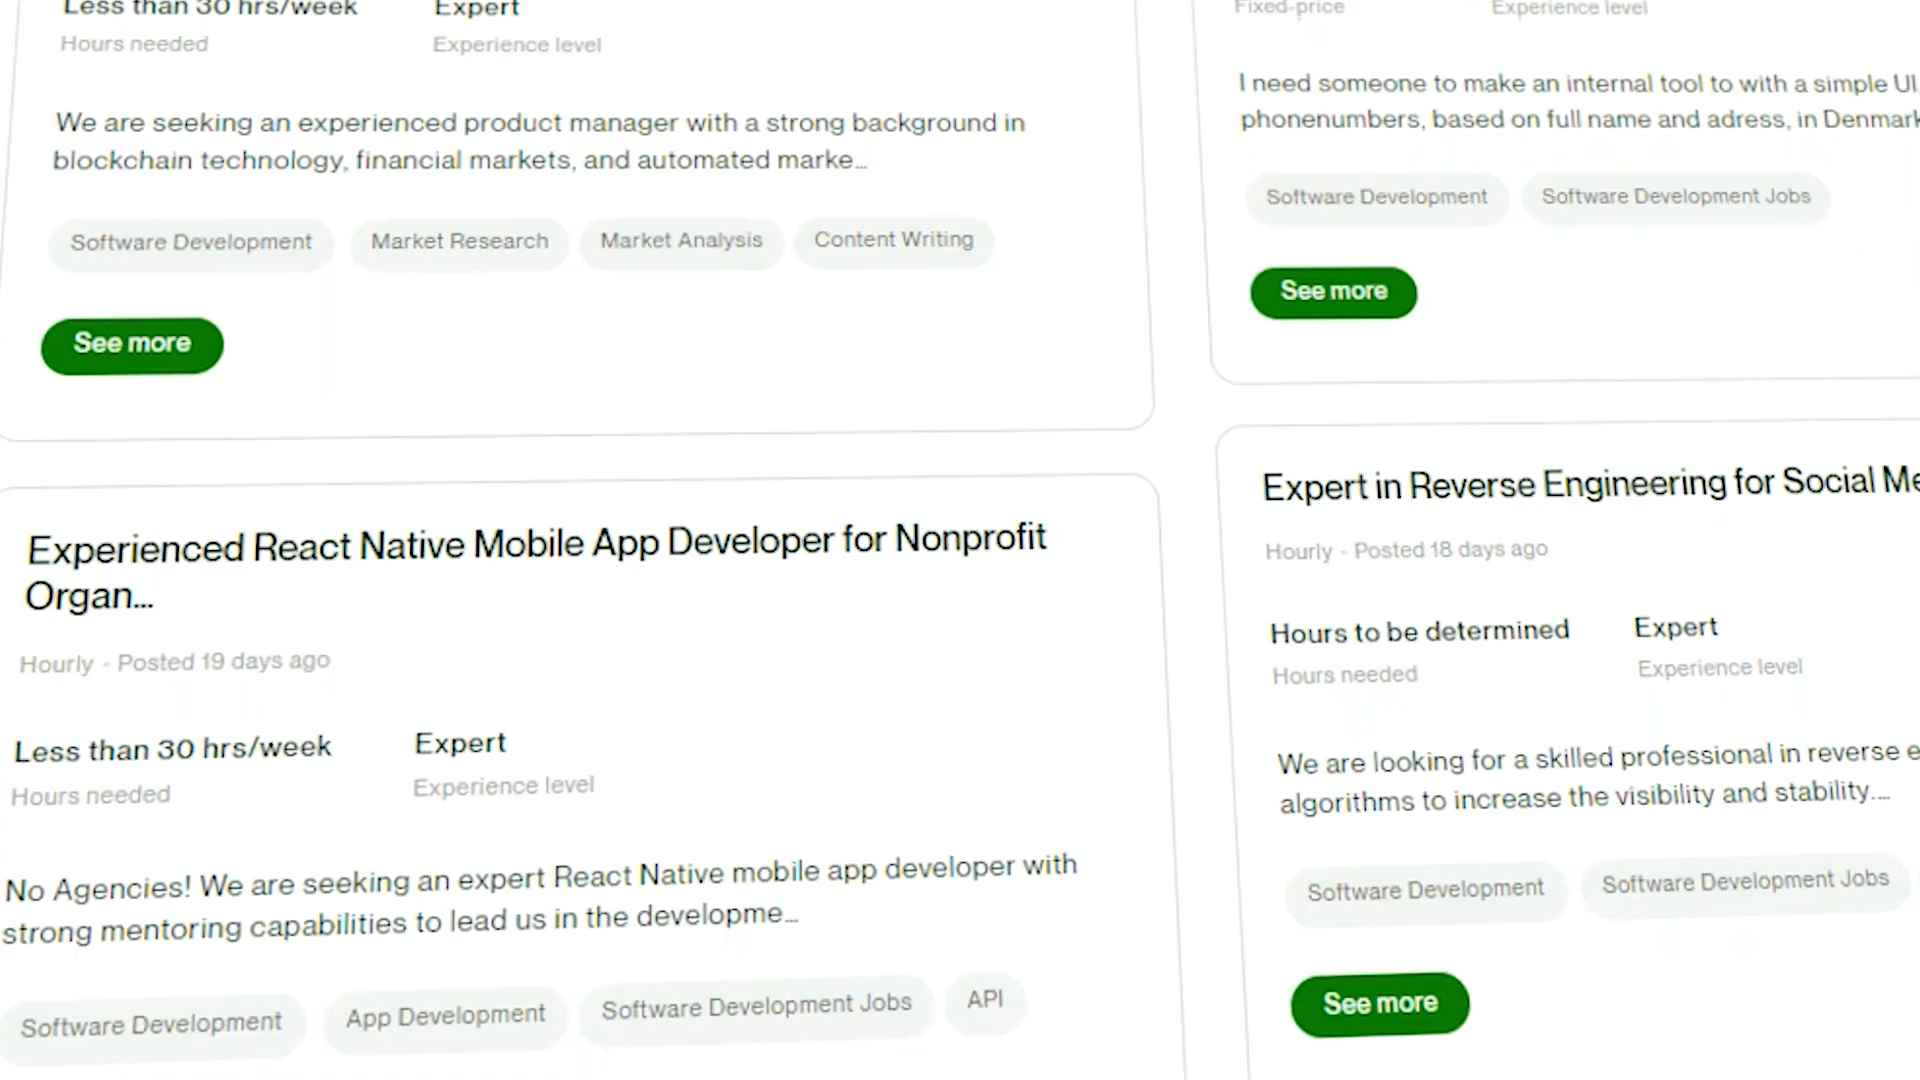 Less than 30 hrs/week
Expert
Hours needed
Experience level
We are seeking an experienced product manager with a strong background in
blockchain technology, financial markets, and automated marke...
Software Development
Market Research
Market Analysis
Content Writing
See more
Fixed-price
Experience level
I need someone to make an internal tool to with a simple UI
phonenumbers, based on full name and adress, in Denmark
Software Development
Software Development Jobs
See more
Experienced React Native Mobile App Developer for Nonprofit
Organ...
Hourly - Posted 19 days ago
Less than 30 hrs/week
Expert
Hours needed
Experience level
No Agencies! We are seeking an expert React Native mobile app developer with
strong mentoring capabilities to lead us in the developme...
Software Development
App Development
Software Development Jobs
API
Expert in Reverse Engineering for Social Me
Hourly - Posted 18 days ago
Hours to be determined
Expert
Hours needed
Experience level
We are looking for a skilled professional in reverse e
algorithms to increase the visibility and stability....
Software Development
Software Development Jobs
See more